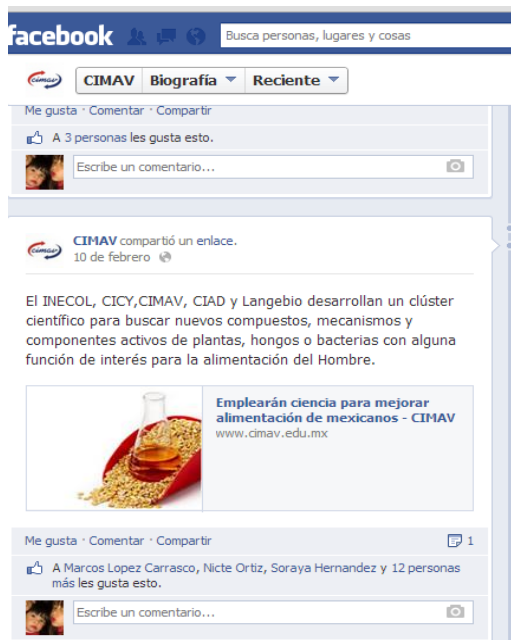 facebook
Busca personas, lugares y cosas
cimav
CIMAV Biografía Reciente
Me gusta · Comentar · Compartir
A 3 personas les gusta esto.
Escribe un comentario...
cimav
CIMAV compartió un enlace.
10 de febrero
El INECOL, CICY,CIMAV, CIAD y Langebio desarrollan un clúster
científico para buscar nuevos compuestos, mecanismos y
componentes activos de plantas, hongos o bacterias con alguna
función de interés para la alimentación del Hombre.
Emplearán ciencia para mejorar
alimentación de mexicanos - CIMAV
www.cimav.edu.mx
Me gusta · Comentar · Compartir 1
A Marcos Lopez Carrasco, Nicte Ortiz, Soraya Hernandez y 12 personas
más les gusta esto.
Escribe un comentario...